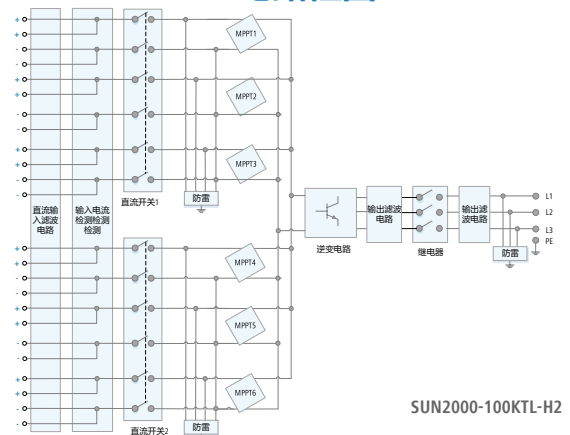 MPPT1
MPPT2
MPPT3
直流输
入滤波
电路
输入电流
检测检测
检测
直流开关1
防雷
逆变电路
输出滤波
电路
继电器
输出滤
波电路
防雷
L1
L2
L3
PE
MPPT4
MPPT5
MPPT6
直流开关2
防雷
SUN2000-100KTL-H2